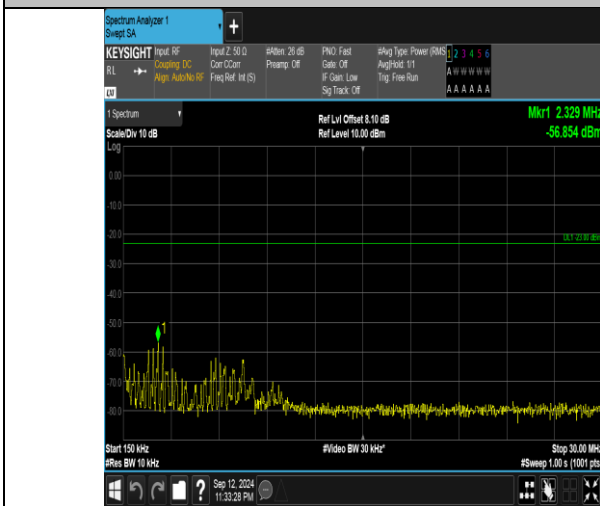 Spectrum Analyzer 1
Swept SA
KEYSIGHT
RL
LXI
Input: RF
Coupling: DC
Align: Auto/No RF
Input Z: 50 Ω
Corr CCorr
Freq Ref: Int (S)
#Atten: 26 dB
Preamp: Off
PNO: Fast
Gate: Off
IF Gain: Low
Sig Track: Off
#Avg Type: Power (RMS
Avg|Hold: 1/1
Trig: Free Run
1 2 3 4 5 6
A W W W W W
A A A A A A
1 Spectrum
Scale/Div 10 dB
Ref Lvl Offset 8.10 dB
Ref Level 10.00 dBm
Mkr1 2.329 MHz
-56.854 dBm
Log
0.00
-10.0
-20.0
-30.0
-40.0
-50.0
-60.0
-70.0
-80.0
DL1 -23.00 dBm
1
Start 150 kHz
#Res BW 10 kHz
#Video BW 30 kHz*
Stop 30.00 MHz
#Sweep 1.00 s (1001 pts
Sep 12, 2024
11:33:28 PM